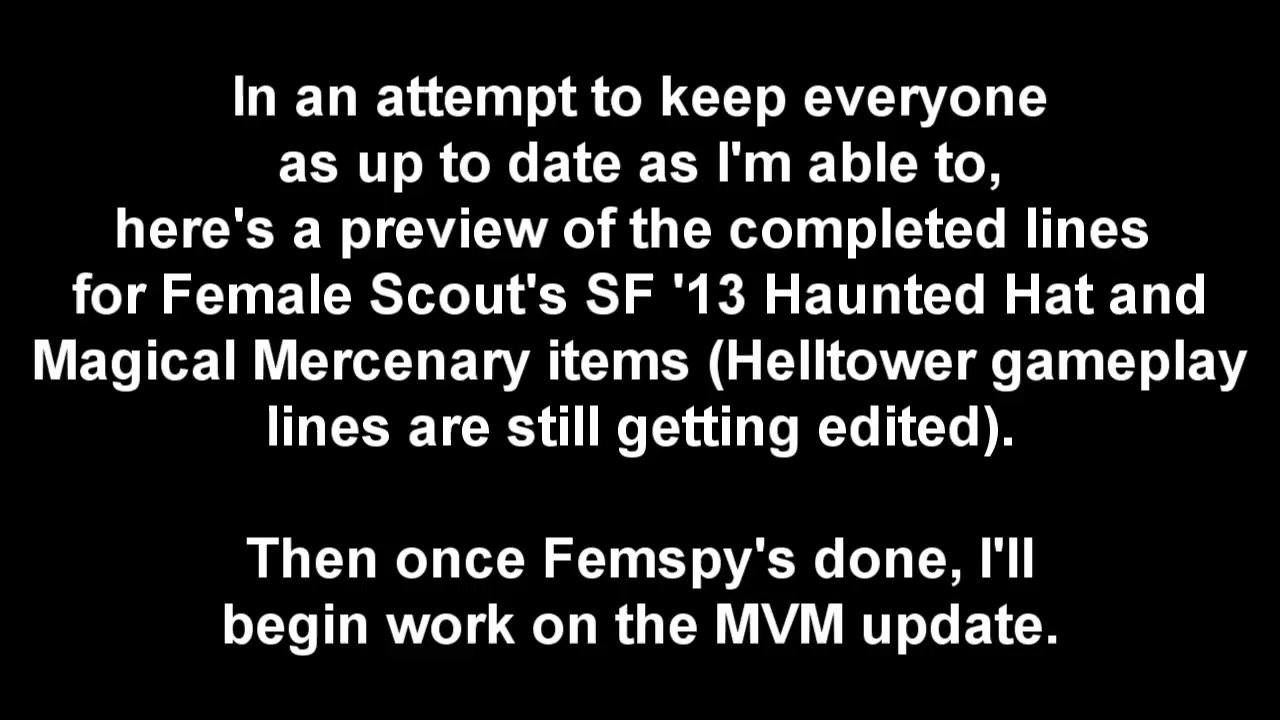 In an attempt to keep everyone
as up to date as I'm able to,
here's a preview of the completed lines
for Female Scout's SF '13 Haunted Hat and
Magical Mercenary items (Helltower gameplay
lines are still getting edited).
Then once Femspy's done, I'll
begin work on the MVM update.